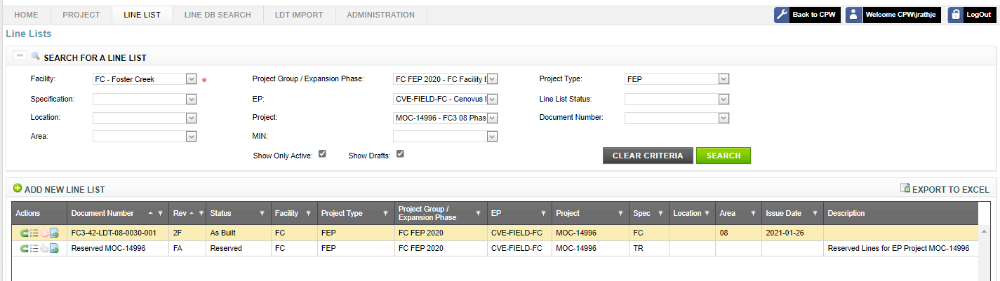 HOME PROJECT LINE LIST LINE DB SEARCH LDT IMPORT ADMINISTRATION Back to CPW Welcome CPW\jrathje LogOut
Line Lists
SEARCH FOR A LINE LIST
Facility: FC - Foster Creek Project Group / Expansion Phase: FC FEP 2020 - FC Facility E Project Type: FEP
Specification: EP: CVE-FIELD-FC - Cenovus Line List Status:
Location: Project: MOC-14996 - FC3 08 Phas Document Number:
Area: MIN:
Show Only Active: Show Drafts: CLEAR CRITERIA SEARCH
ADD NEW LINE LIST EXPORT TO EXCEL
Actions Document Number Rev Status Facility Project Type Project Group / Expansion Phase EP Project Spec Location Area Issue Date Description
FC3-42-LDT-08-0030-001 2F As Built FC FEP FC FEP 2020 CVE-FIELD-FC MOC-14996 FC 08 2021-01-26
Reserved MOC-14996 FA Reserved FC FEP FC FEP 2020 CVE-FIELD-FC MOC-14996 TR Reserved Lines for EP Project MOC-14996